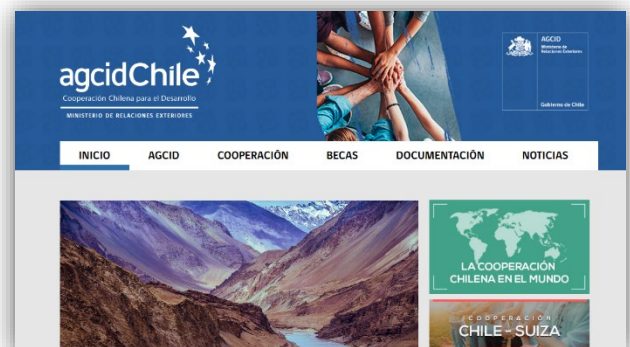 agcidChile
Cooperación Chilena para el Desarrollo
MINISTERIO DE RELACIONES EXTERIORES
AGCID
Ministerio de
Relaciones Exteriores
Gobierno de Chile
INICIO AGCID COOPERACIÓN BECAS DOCUMENTACIÓN NOTICIAS
LA COOPERACIÓN
CHILENA EN EL MUNDO
COOPERACIÓN
CHILE - SUIZA